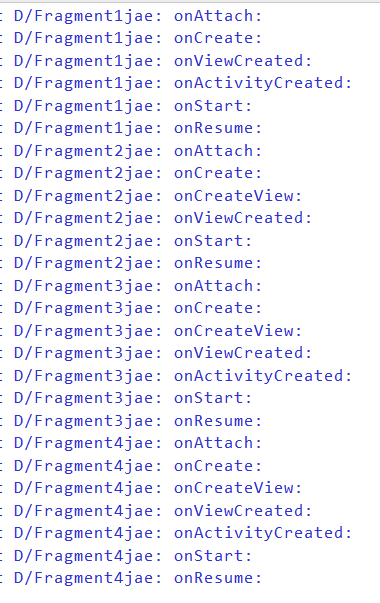 t D/Fragment1jae: onAttach:
t D/Fragment1jae: onCreate:
t D/Fragment1jae: onViewCreated:
t D/Fragment1jae: onActivityCreated:
t D/Fragment1jae: onStart:
t D/Fragment1jae: onResume:
t D/Fragment2jae: onAttach:
t D/Fragment2jae: onCreate:
t D/Fragment2jae: onCreateView:
t D/Fragment2jae: onViewCreated:
t D/Fragment2jae: onStart:
t D/Fragment2jae: onResume:
t D/Fragment3jae: onAttach:
t D/Fragment3jae: onCreate:
t D/Fragment3jae: onCreateView:
t D/Fragment3jae: onViewCreated:
t D/Fragment3jae: onActivityCreated:
t D/Fragment3jae: onStart:
t D/Fragment3jae: onResume:
t D/Fragment4jae: onAttach:
t D/Fragment4jae: onCreate:
t D/Fragment4jae: onCreateView:
t D/Fragment4jae: onViewCreated:
t D/Fragment4jae: onActivityCreated:
t D/Fragment4jae: onStart:
t D/Fragment4jae: onResume: